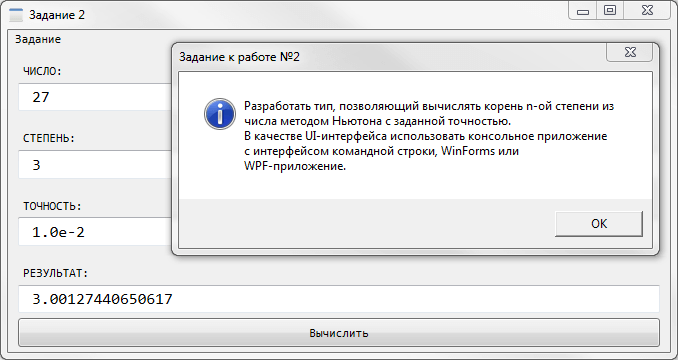 Задание 2
Задание
ЧИСЛО:
27
СТЕПЕНЬ:
3
ТОЧНОСТЬ:
1.0e-2
РЕЗУЛЬТАТ:
3.00127440650617
Вычислить
Задание к работе №2
Разработать тип, позволяющий вычислять корень n-ой степени из
числа методом Ньютона с заданной точностью.
В качестве UI-интерфейса использовать консольное приложение
с интерфейсом командной строки, WinForms или
WPF-приложение.
OK